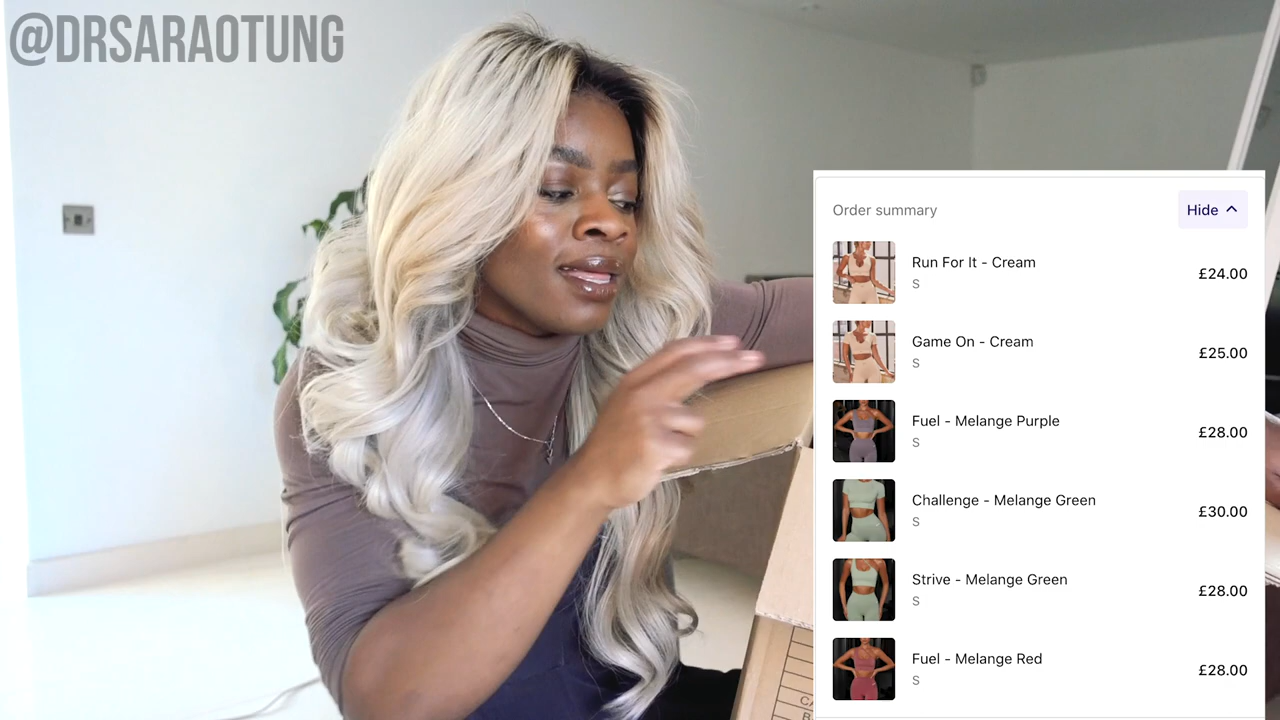 @DRSARAOTUNG
Order summary
Hide
Run For It - Cream
S
£24.00
Game On - Cream
S
£25.00
Fuel - Melange Purple
S
£28.00
Challenge - Melange Green
S
£30.00
Strive - Melange Green
S
£28.00
Fuel - Melange Red
S
£28.00